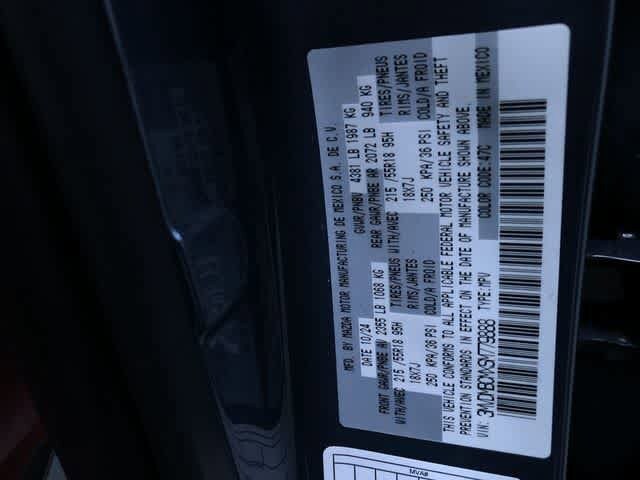 MFD. BY MAZDA MOTOR MANUFACTURING DE MEXICO S.A. DE C.V.
DATE 10/24 GVWR/PNBV 4381 LB 1987 KG
FRONT GAWR/PNBE AV 2355 LB 1068 KG REAR GAWR/PNBE AR 2072 LB 940 KG
WITH/AVEC 215 /55R18 95H TIRES/PNEUS WITH/AVEC 215 /55R18 95H TIRES/PNEUS
18X7J RIMS/JANTES 18X7J RIMS/JANTES
250 KPA/36 PSI COLD/A FROID 250 KPA/36 PSI COLD/A FROID
THIS VEHICLE CONFORMS TO ALL APPLICABLE FEDERAL MOTOR VEHICLE SAFETY AND THEFT
PREVENTION STANDARDS IN EFFECT ON THE DATE OF MANUFACTURE SHOWN ABOVE.
VIN: TYPE: MPV COLOR CODE: 47C MADE IN MEXICO
MVA#